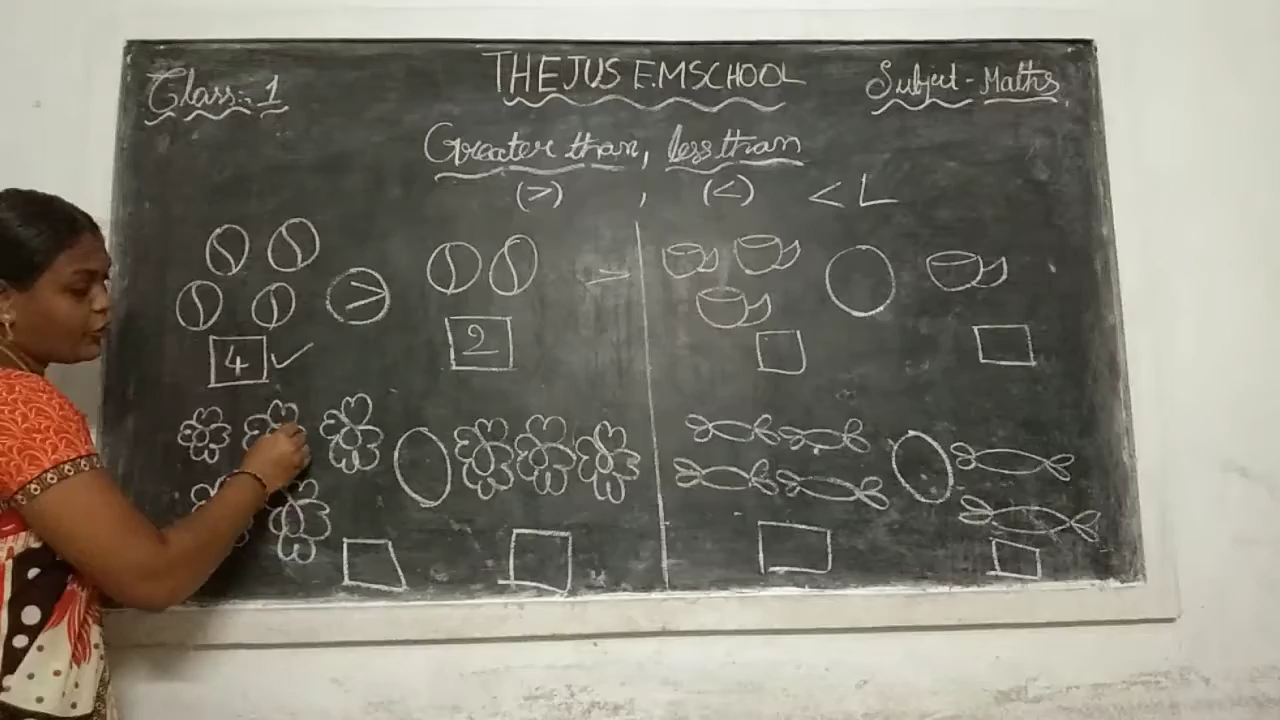 Class:- 1
THEJUS E.M SCHOOL
Subject - Maths
Greater than, less than
(>) , (<) < L
> >
4 ✓ 2